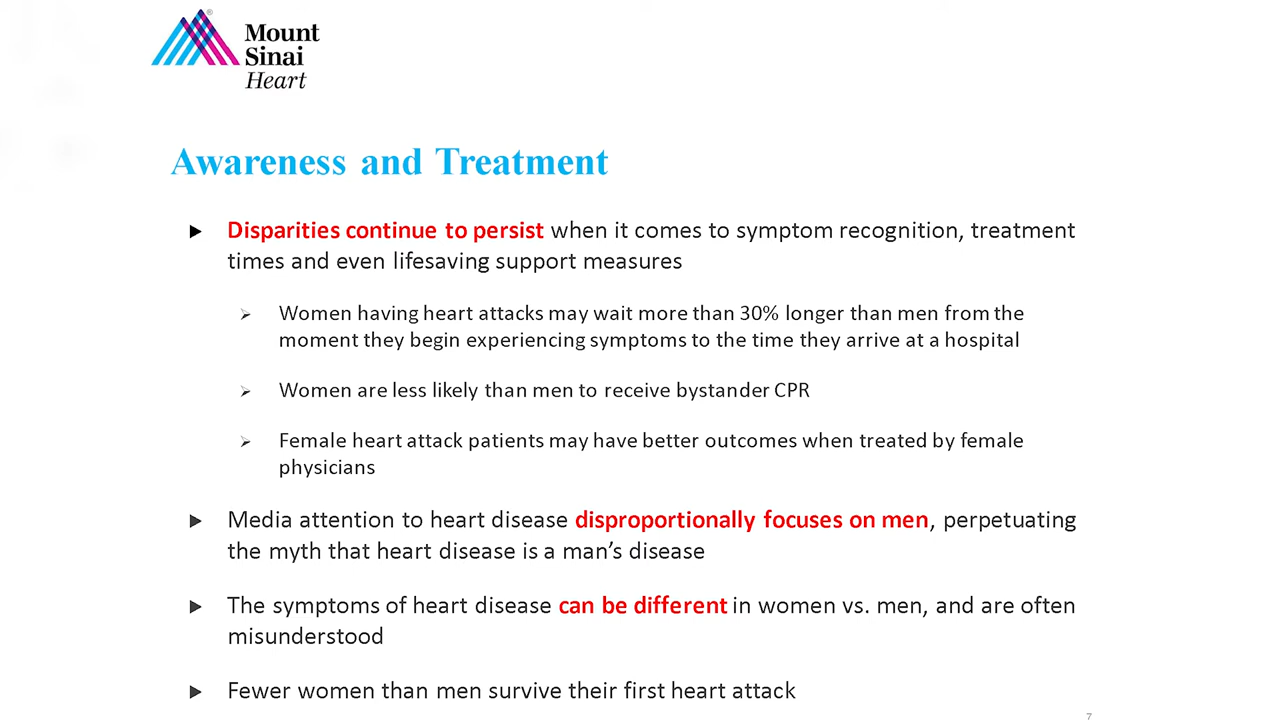 Mount
Sinai
Heart
®
Awareness and Treatment
Disparities continue to persist when it comes to symptom recognition, treatment
times and even lifesaving support measures
Women having heart attacks may wait more than 30% longer than men from the
moment they begin experiencing symptoms to the time they arrive at a hospital
Women are less likely than men to receive bystander CPR
Female heart attack patients may have better outcomes when treated by female
physicians
Media attention to heart disease disproportionally focuses on men, perpetuating
the myth that heart disease is a man’s disease
The symptoms of heart disease can be different in women vs. men, and are often
misunderstood
Fewer women than men survive their first heart attack
7